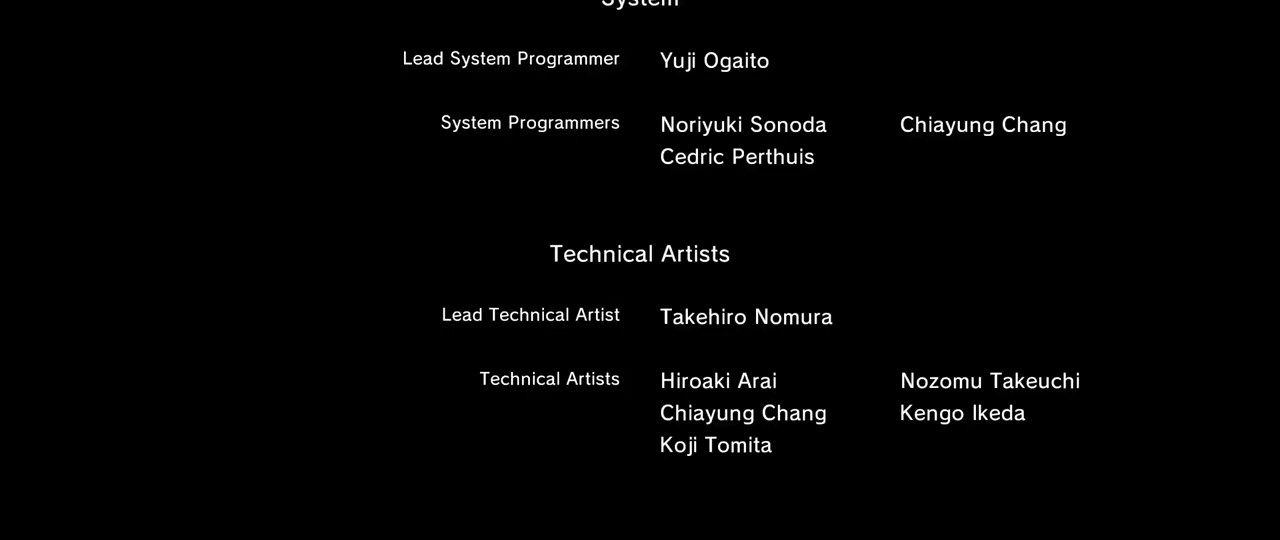 System
Lead System Programmer Yuji Ogaito
System Programmers Noriyuki Sonoda Chiayung Chang
Cedric Perthuis
Technical Artists
Lead Technical Artist Takehiro Nomura
Technical Artists Hiroaki Arai Nozomu Takeuchi
Chiayung Chang Kengo Ikeda
Koji Tomita